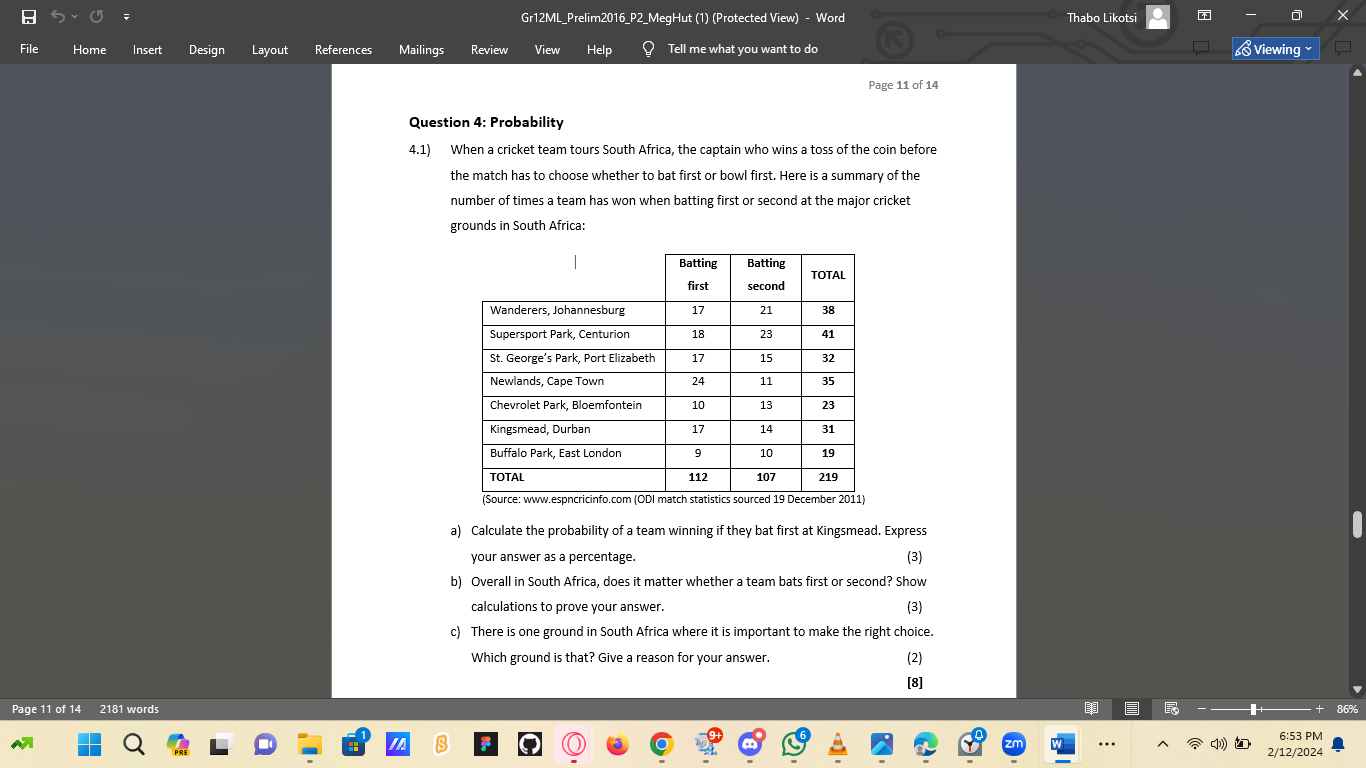 Gr12ML_Prelim2016_P2_MegHut (1) (Protected View) - Word
Thabo Likotsi
File Home Insert Design Layout References Mailings Review View Help Tell me what you want to do
Viewing
Page 11 of 14
Question 4: Probability
4.1) When a cricket team tours South Africa, the captain who wins a toss of the coin before
the match has to choose whether to bat first or bowl first. Here is a summary of the
number of times a team has won when batting first or second at the major cricket
grounds in South Africa:
Batting first Batting second TOTAL
Wanderers, Johannesburg 17 21 38
Supersport Park, Centurion 18 23 41
St. George's Park, Port Elizabeth 17 15 32
Newlands, Cape Town 24 11 35
Chevrolet Park, Bloemfontein 10 13 23
Kingsmead, Durban 17 14 31
Buffalo Park, East London 9 10 19
TOTAL 112 107 219
(Source: www.espncricinfo.com (ODI match statistics sourced 19 December 2011)
a) Calculate the probability of a team winning if they bat first at Kingsmead. Express
your answer as a percentage. (3)
b) Overall in South Africa, does it matter whether a team bats first or second? Show
calculations to prove your answer. (3)
c) There is one ground in South Africa where it is important to make the right choice.
Which ground is that? Give a reason for your answer. (2)
[8]
Page 11 of 14 2181 words
86%
PRE
1
9+
6
zm
W
6:53 PM
2/12/2024